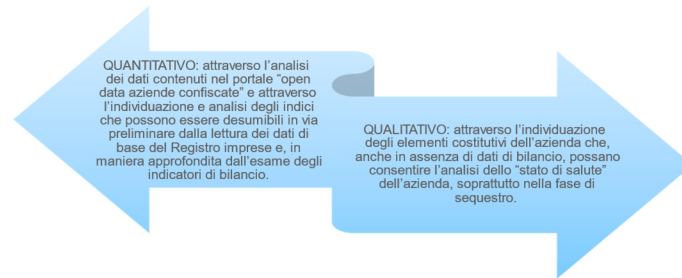 QUANTITATIVO: attraverso l'analisi
dei dati contenuti nel portale "open
data aziende confiscate" e attraverso
l'individuazione e analisi degli indici
che possono essere desumibili in via
preliminare dalla lettura dei dati di
base del Registro imprese e, in
maniera approfondita dall'esame degli
indicatori di bilancio.
QUALITATIVO: attraverso l'individuazione
degli elementi costitutivi dell'azienda che,
anche in assenza di dati di bilancio, possano
consentire l'analisi dello "stato di salute"
dell'azienda, soprattutto nella fase di
sequestro.